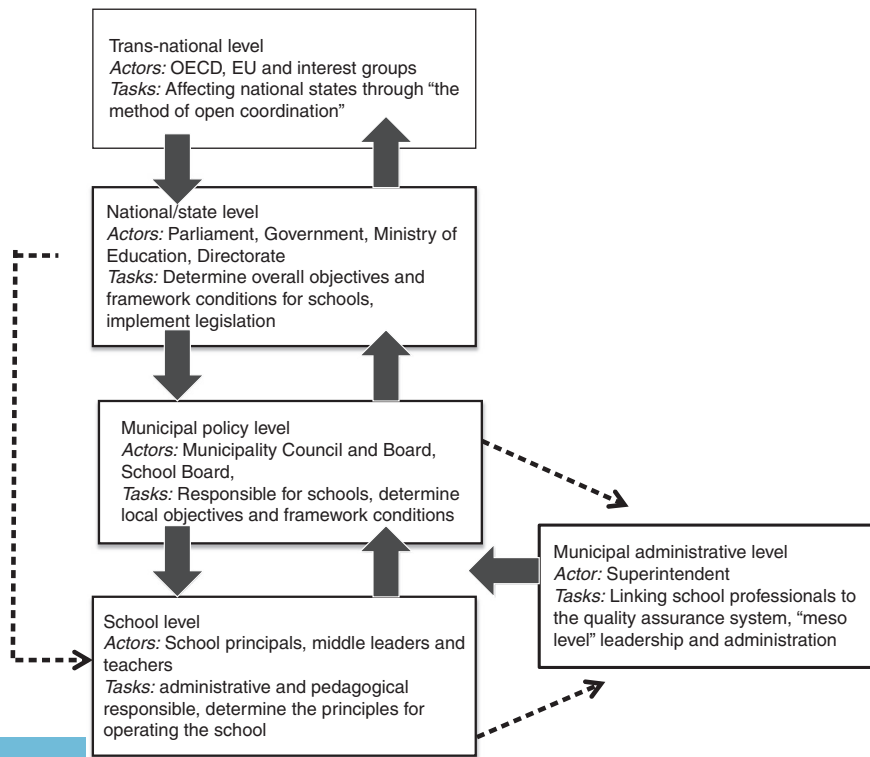 Trans-national level
Actors: OECD, EU and interest groups
Tasks: Affecting national states through “the
method of open coordination”
National/state level
Actors: Parliament, Government, Ministry of
Education, Directorate
Tasks: Determine overall objectives and
framework conditions for schools,
implement legislation
Municipal policy level
Actors: Municipality Council and Board,
School Board,
Tasks: Responsible for schools, determine
local objectives and framework conditions
Municipal administrative level
Actor: Superintendent
Tasks: Linking school professionals to
the quality assurance system, “meso
level” leadership and administration
School level
Actors: School principals, middle leaders and
teachers
Tasks: administrative and pedagogical
responsible, determine the principles for
operating the school